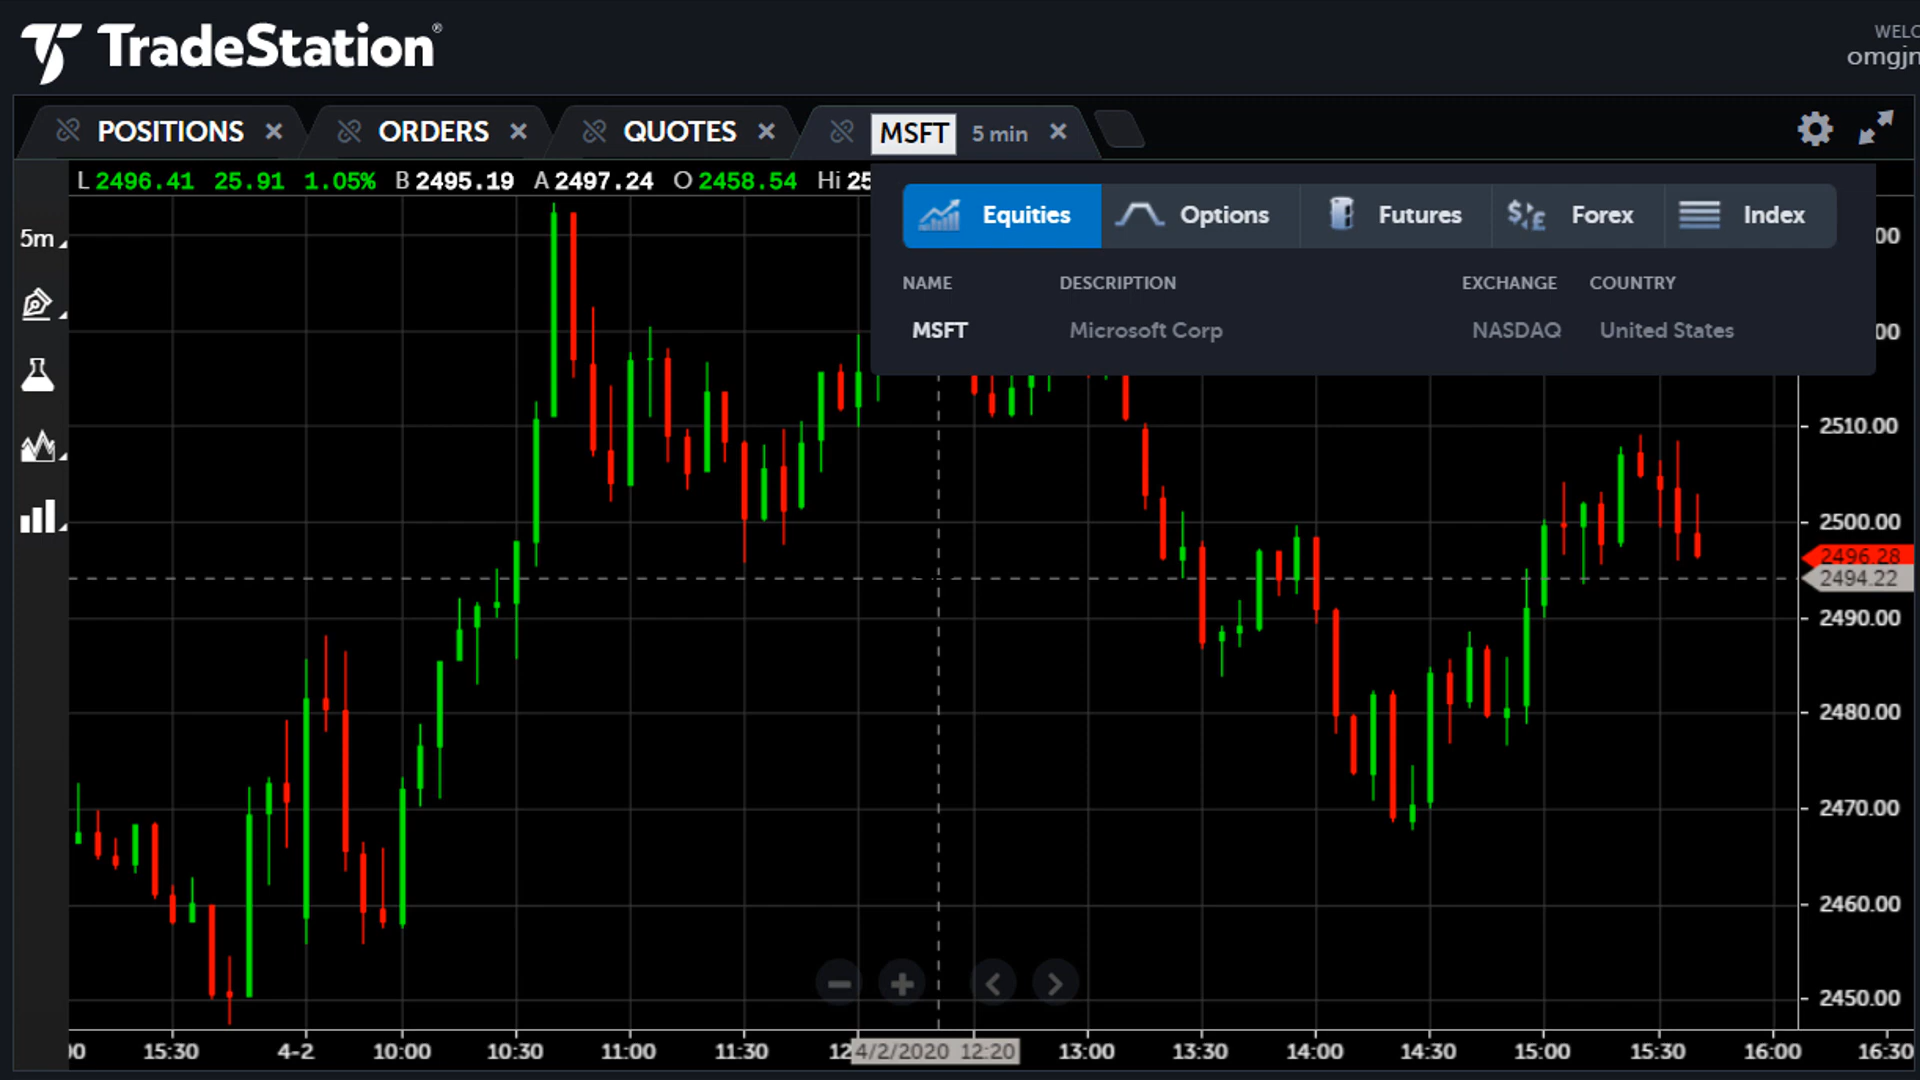 TradeStation®
WELC
omgjn
POSITIONS × ORDERS × QUOTES × MSFT 5 min ×
L 2496.41 25.91 1.05% B 2495.19 A 2497.24 O 2458.54 Hi 25
Equities Options Futures Forex Index
NAME DESCRIPTION EXCHANGE COUNTRY
MSFT Microsoft Corp NASDAQ United States
5m
00
00
2510.00
2500.00
2496.28
2494.22
2490.00
2480.00
2470.00
2460.00
2450.00
00 15:30 4-2 10:00 10:30 11:00 11:30 12 4/2/2020 12:20 13:00 13:30 14:00 14:30 15:00 15:30 16:00 16:30